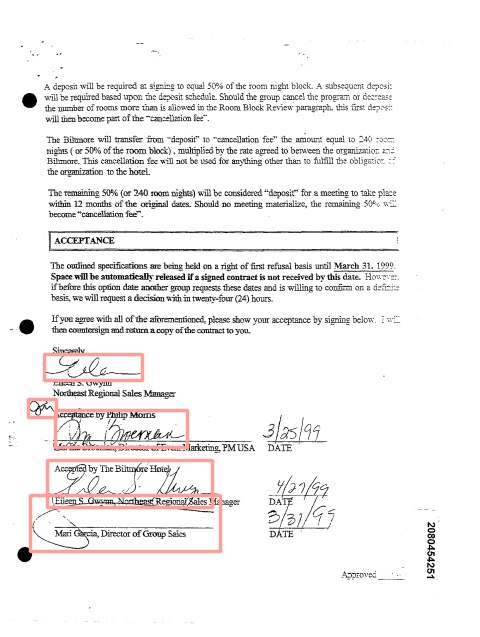 A deposit will be required at signing to equal 50% of the room night block. A subsequent deposit
will be required based upon the deposit schedule. Should the group cancel the program or decrease
the number of rooms more than is allowed in the Room Block Review paragraph, this first deposit
will then become part of the "cancellation fee".
The Biltmore will transfer from "deposit" to "cancellation fee" the amount equal to 240 room
nights ( or 50% of the room block) , multiplied by the rate agreed to between the organization and
Biltmore. This cancellation fee will not be used for anything other than to fulfill the obligation of
the organization to the hotel.
The remaining 50% (or 240 room nights) will be considered "deposit" for a meeting to take place
within 12 months of the original dates. Should no meeting materialize, the remaining 50% will
become "cancellation fee".
ACCEPTANCE
The outlined specifications are being held on a right of first refusal basis until March 31, 1999.
Space will be automatically released if a signed contract is not received by this date. However,
if before this option date another group requests these dates and is willing to confirm on a definite
basis, we will request a decision with in twenty-four (24) hours.
If you agree with all of the aforementioned, please show your acceptance by signing below. I will
then countersign and return a copy of the contract to you.
Sincerely
Eileen S. Gwynn
Northeast Regional Sales Manager
Acceptance by Philip Morris
3/25/99
Marketing, PM USA DATE
Accepted by The Biltmore Hotel
4/27/99
Eileen S. Gwynn, Northeast Regional Sales Manager DATE
3/31/99
Mari Garcia, Director of Group Sales DATE
2080454251
Approved